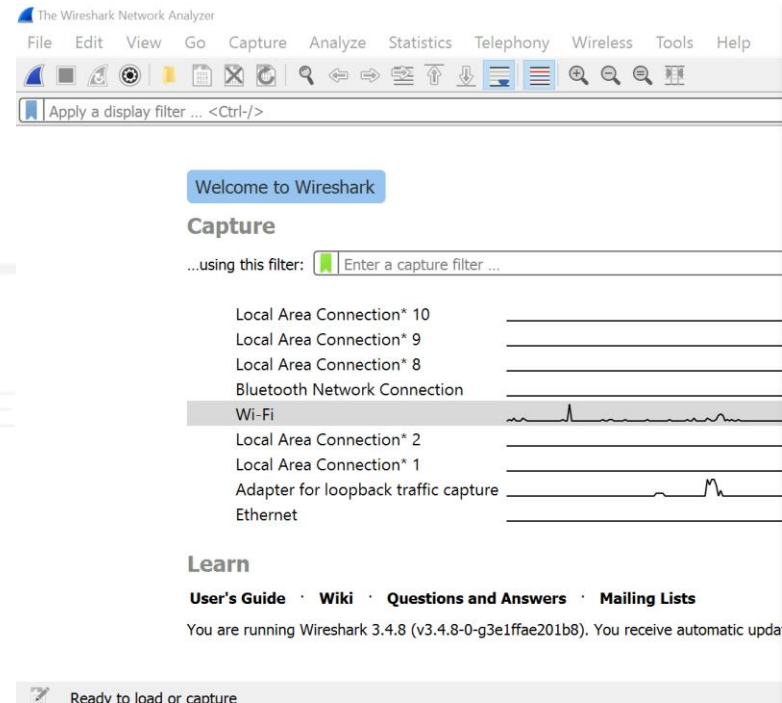 The Wireshark Network Analyzer
File Edit View Go Capture Analyze Statistics Telephony Wireless Tools Help
Apply a display filter ... <Ctrl-/>
Welcome to Wireshark
Capture
...using this filter: Enter a capture filter ...
Local Area Connection* 10
Local Area Connection* 9
Local Area Connection* 8
Bluetooth Network Connection
Wi-Fi
Local Area Connection* 2
Local Area Connection* 1
Adapter for loopback traffic capture
Ethernet
Learn
User's Guide · Wiki · Questions and Answers · Mailing Lists
You are running Wireshark 3.4.8 (v3.4.8-0-g3e1ffae201b8). You receive automatic upda
Ready to load or capture